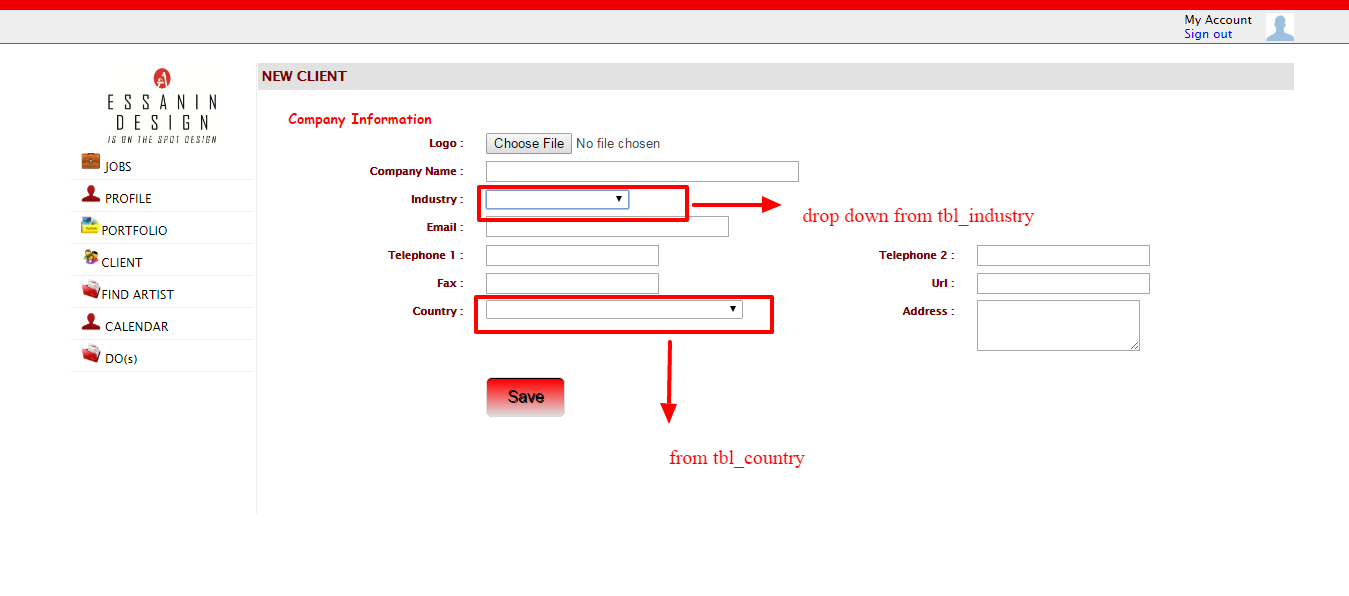 My Account
Sign out
ESSANIN
DESIGN
IS ON THE SPOT DESIGN
JOBS
PROFILE
PORTFOLIO
CLIENT
FIND ARTIST
CALENDAR
DO(s)
NEW CLIENT
Company Information
Logo : Choose File No file chosen
Company Name :
Industry :
drop down from tbl_industry
Email :
Telephone 1 : Telephone 2 :
Fax : Url :
Country : Address :
Save
from tbl_country